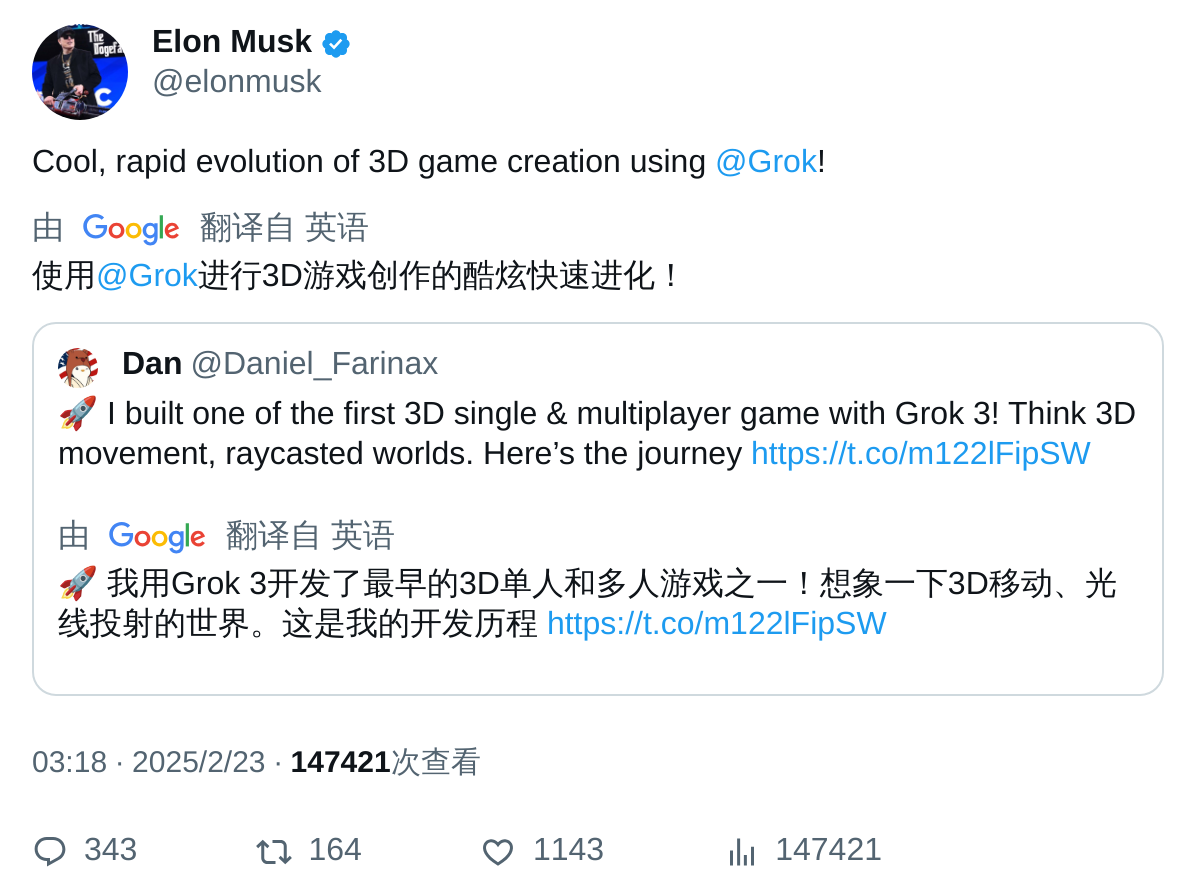 The
Dogefa
C
Elon Musk
@elonmusk
Cool, rapid evolution of 3D game creation using @Grok!
由 Google 翻译自 英语
使用@Grok进行3D游戏创作的酷炫快速进化！
Dan @Daniel_Farinax
🚀 I built one of the first 3D single & multiplayer game with Grok 3! Think 3D
movement, raycasted worlds. Here’s the journey https://t.co/m122lFipSW
由 Google 翻译自 英语
🚀 我用Grok 3开发了最早的3D单人和多人游戏之一！想象一下3D移动、光
线投射的世界。这是我的开发历程 https://t.co/m122lFipSW
03:18 · 2025/2/23 · 147421次查看
343 164 1143 147421